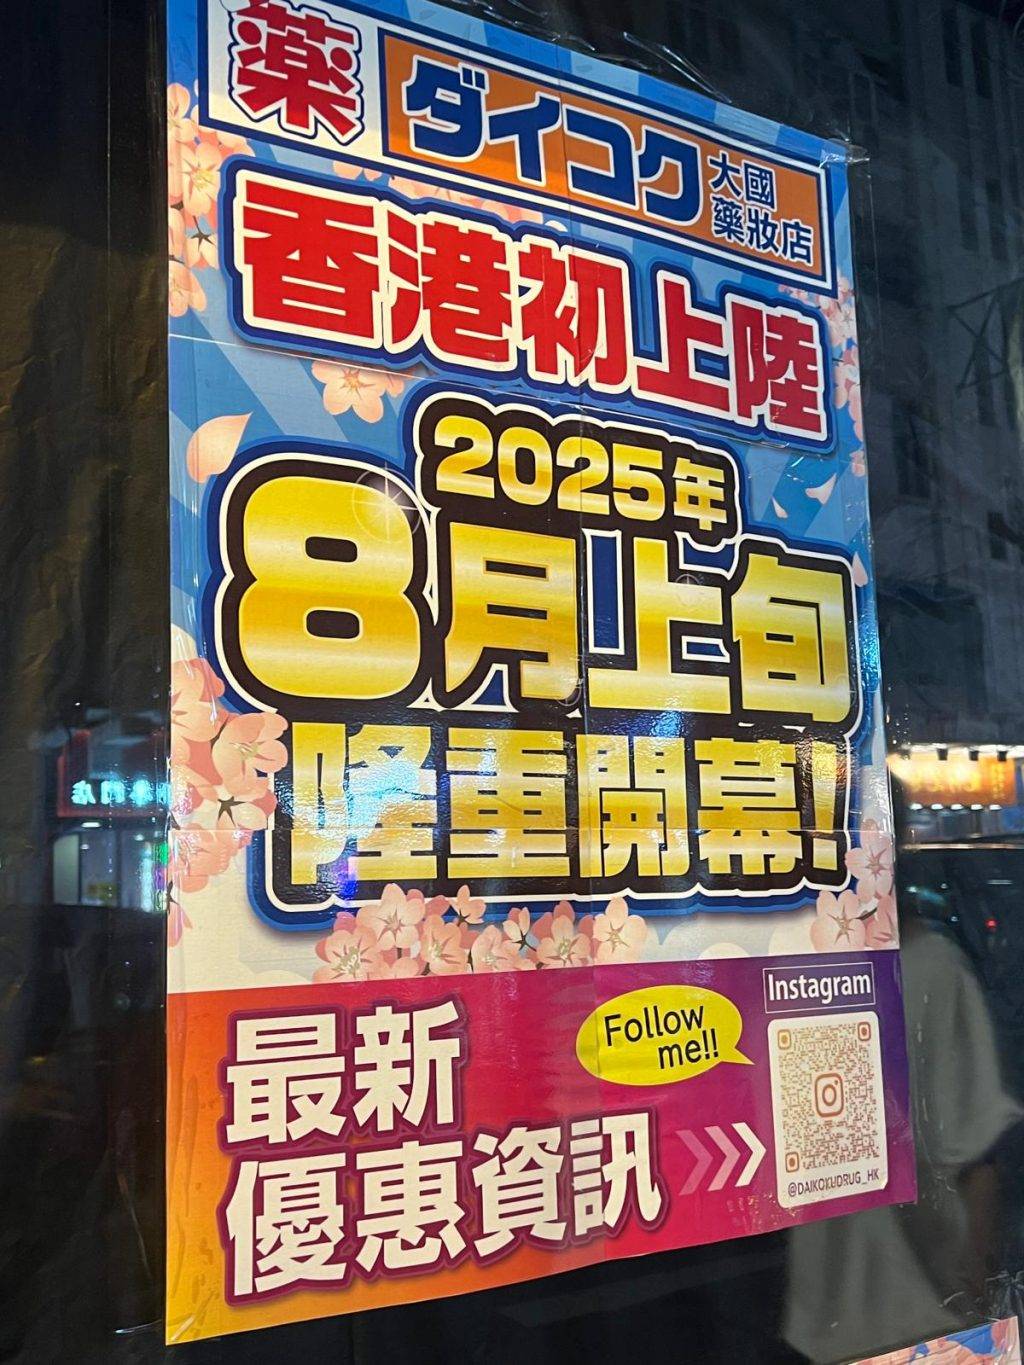 薬 ダイコク 大國
藥妝店
香港初上陸
2025年
8月上旬
隆重開幕!
最新
優惠資訊
Follow
me!!
Instagram
@DAIKOKUDRUG_HK